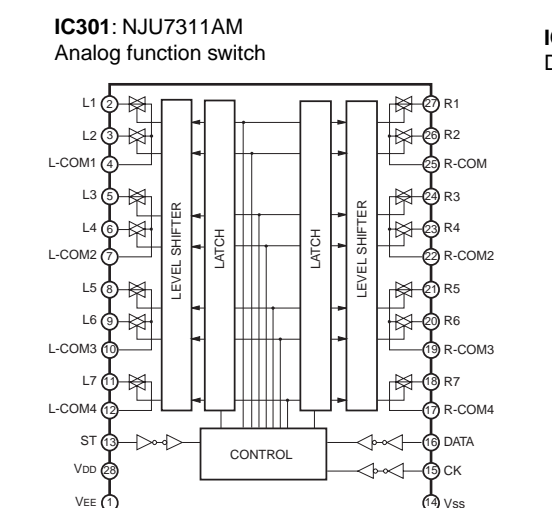 IC301: NJU7311AM
Analog function switch
IC
D
L1 2
27 R1
L2 3
26 R2
L-COM1 4
25 R-COM
L3 5
24 R3
L4 6
23 R4
L-COM2 7
22 R-COM2
L5 8
21 R5
L6 9
20 R6
L-COM3 10
19 R-COM3
L7 11
18 R7
L-COM4 12
17 R-COM4
LEVEL SHIFTER
LATCH
LATCH
LEVEL SHIFTER
ST 13
CONTROL
16 DATA
VDD 28
15 CK
VEE 1
14 Vss